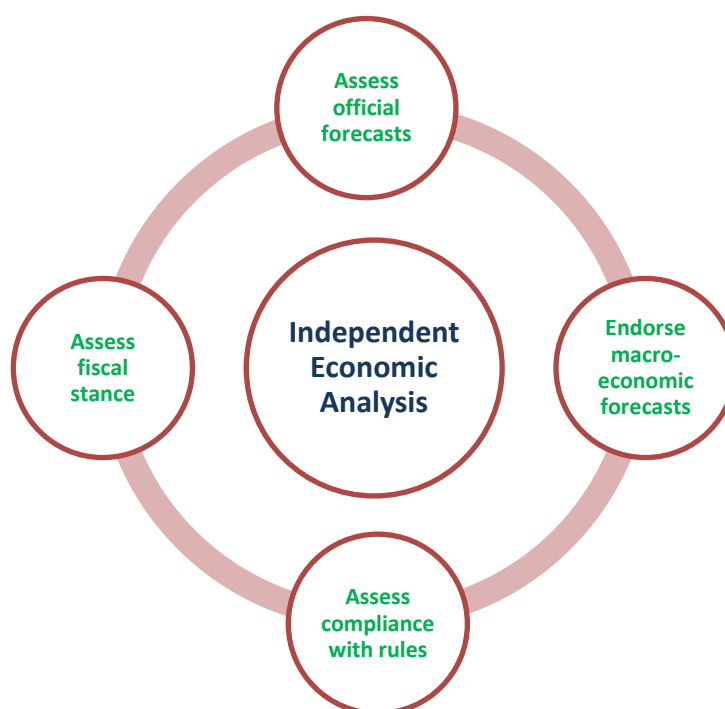 Assess
official
forecasts
Independent
Economic
Analysis
Assess
fiscal
stance
Endorse
macro-
economic
forecasts
Assess
compliance
with rules